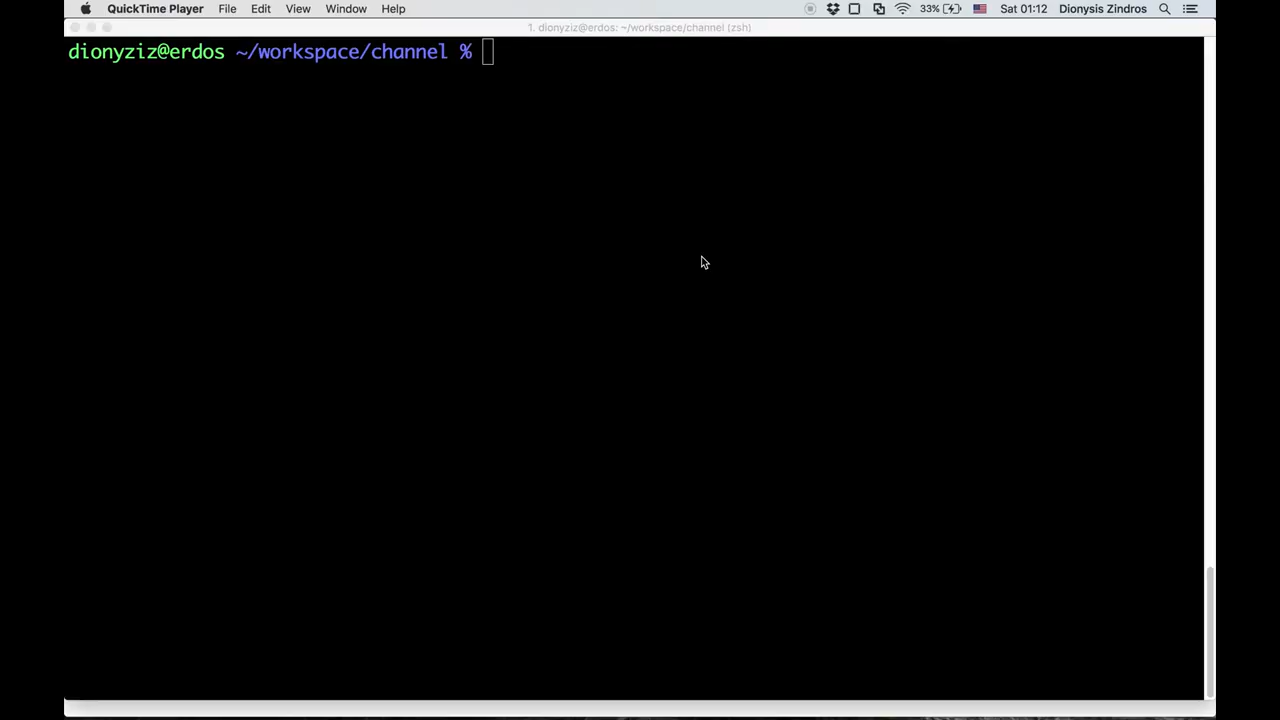 QuickTime Player File Edit View Window Help 33% Sat 01:12 Dionysis Zindros
1. dionyziz@erdos: ~/workspace/channel (zsh)
dionyziz@erdos ~/workspace/channel %